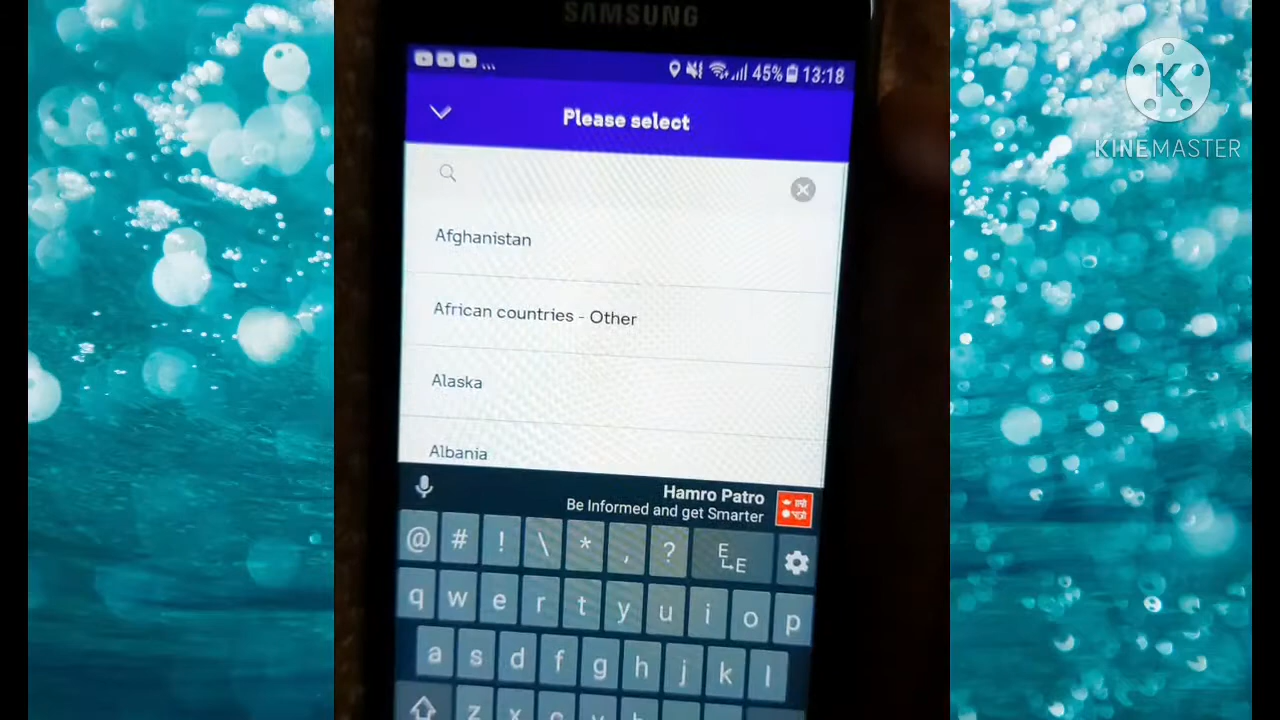 SAMSUNG
... 45% 13:18
Please select
Afghanistan
African countries - Other
Alaska
Albania
Hamro Patro
Be Informed and get Smarter
@ # ! \ * , ? E E
q w e r t y u i o p
a s d f g h j k l
z x
K
KINEMASTER